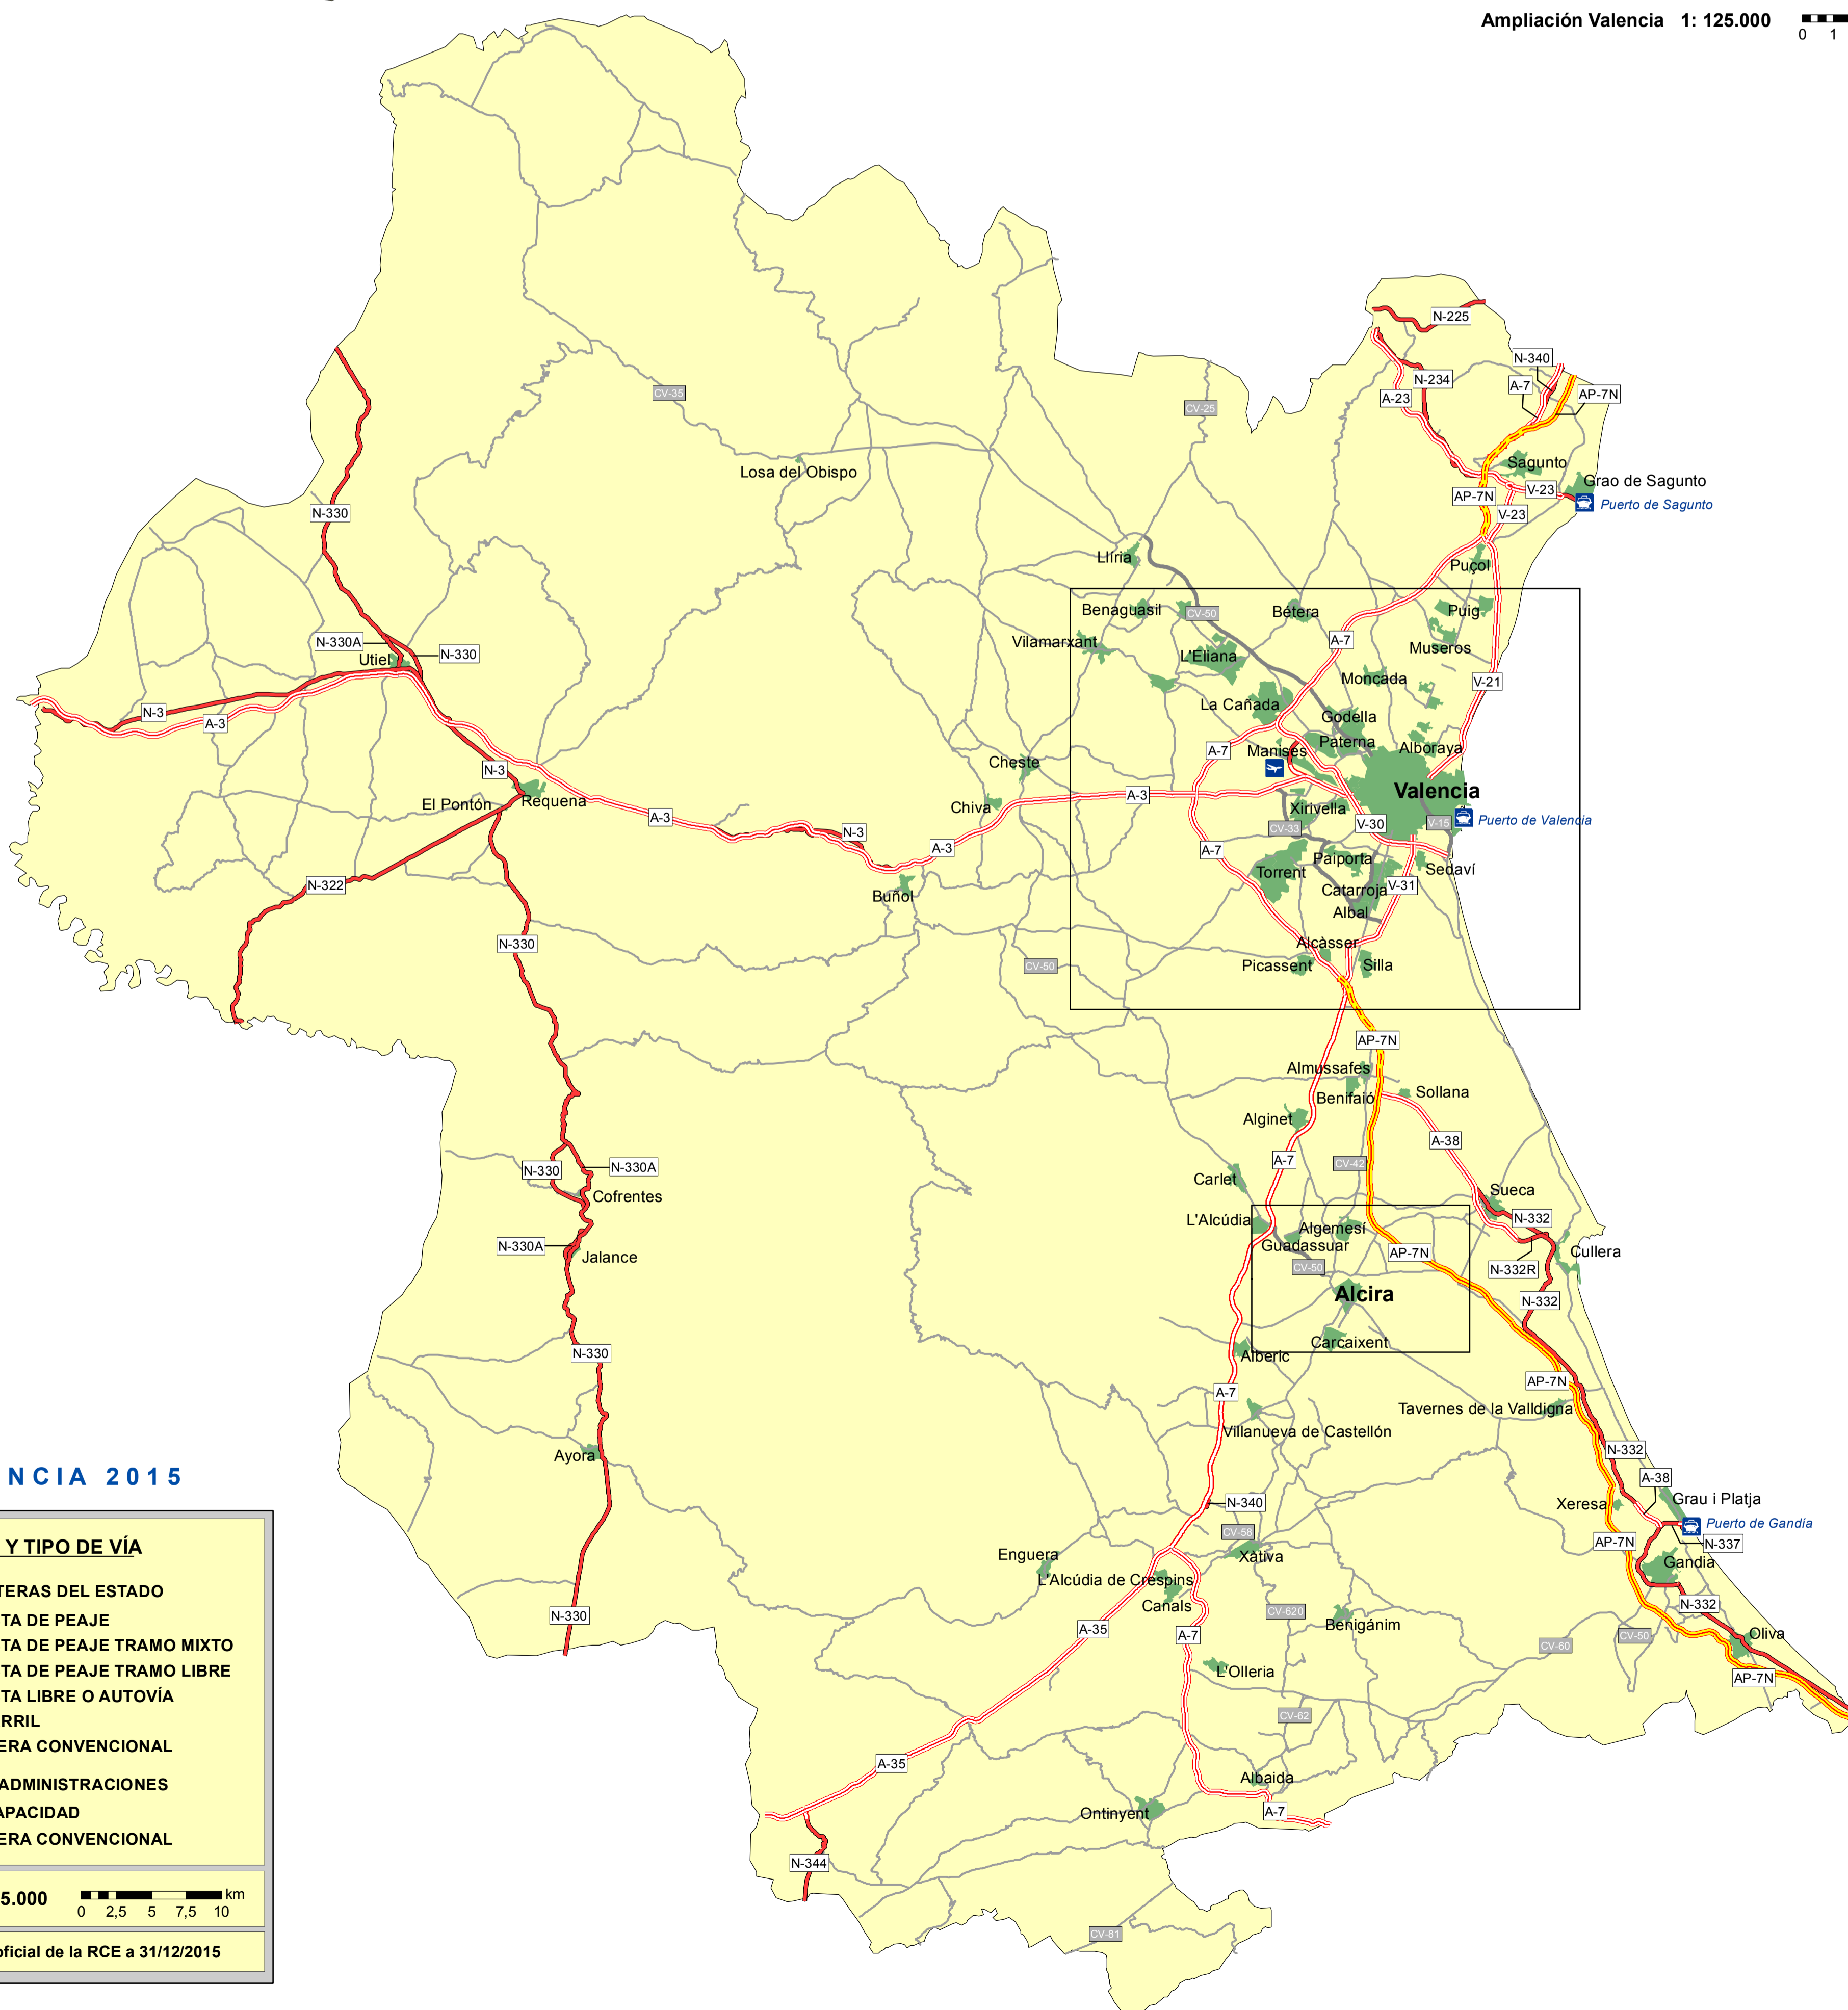 Ampliación Valencia 1: 125.000
0 1
N-225
N-340
N-234
A-7
CV-35
A-23
AP-7N
CV-25
Losa del Obispo
Sagunto
Grao de Sagunto
V-23
AP-7N
Puerto de Sagunto
N-330
V-23
Llíria
Puçol
Benaguasil
CV-50
Bétera
Puig
N-330A
Vilamarxant
A-7
Museros
Utiel
N-330
L'Eliana
Moncada
V-21
La Cañada
N-3
A-3
Godella
Paterna
Alboraya
A-7
Manises
Cheste
N-3
Valencia
El Pontón
Requena
Chiva
A-3
Xirivella
A-3
Puerto de Valencia
CV-33
V-30
V-15
N-3
A-3
A-7
Paiporta
Sedaví
Torrent
N-322
Buñol
Catarroja
V-31
Albal
N-330
Alcàsser
CV-50
Picassent
Silla
AP-7N
Almussafes
Benifaió
Sollana
Alginet
A-38
N-330
N-330A
A-7
CV-42
Carlet
Cofrentes
Sueca
L'Alcúdia
N-332
Algemesí
N-330A
Guadassuar
AP-7N
Cullera
Jalance
CV-50
N-332R
Alcira
N-332
Carcaixent
N-330
Alberic
AP-7N
A-7
Tavernes de la Valldigna
Villanueva de Castellón
Ayora
N-332
NCIA 2015
A-38
Grau i Platja
N-340
Xeresa
Puerto de Gandía
CV-58
AP-7N
N-337
Y TIPO DE VÍA
Enguera
Xàtiva
Gandia
L'Alcúdia de Crespins
TERAS DEL ESTADO
Canals
CV-620
N-332
N-330
TA DE PEAJE
A-35
A-7
Benigánim
Oliva
TA DE PEAJE TRAMO MIXTO
CV-60
CV-50
TA DE PEAJE TRAMO LIBRE
L'Olleria
AP-7N
TA LIBRE O AUTOVÍA
RRIL
CV-62
ERA CONVENCIONAL
A-35
ADMINISTRACIONES
Albaida
APACIDAD
Ontinyent
A-7
ERA CONVENCIONAL
N-344
5.000
km
0 2,5 5 7,5 10
CV-81
oficial de la RCE a 31/12/2015